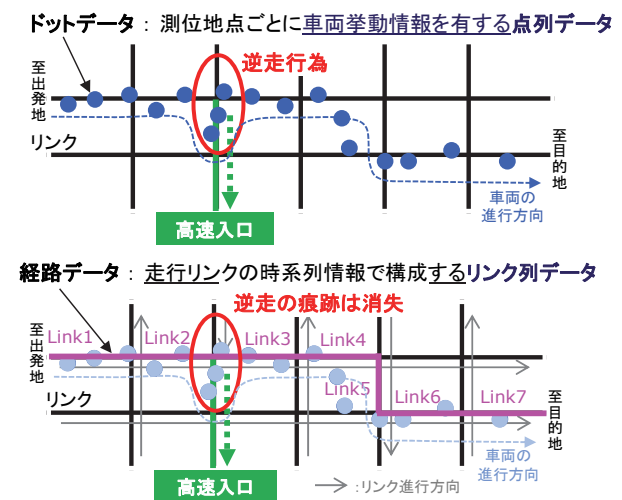 ドットデータ : 測位地点ごとに車両挙動情報を有する点列データ
逆走行為
至出発地
リンク
至目的地
車両の
進行方向
高速入口
経路データ : 走行リンクの時系列情報で構成するリンク列データ
逆走の痕跡は消失
至出発地
Link1
Link2
Link3
Link4
リンク
Link5
Link6
Link7
至目的地
車両の
進行方向
高速入口
:リンク進行方向